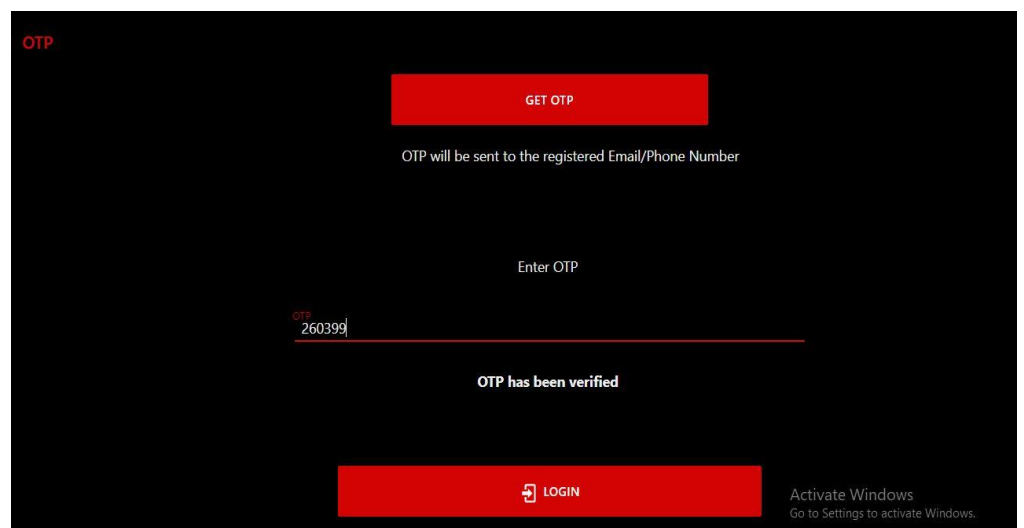 OTP
GET OTP
OTP will be sent to the registered Email/Phone Number
Enter OTP
OTP
260399
OTP has been verified
LOGIN
Activate Windows
Go to Settings to activate Windows.